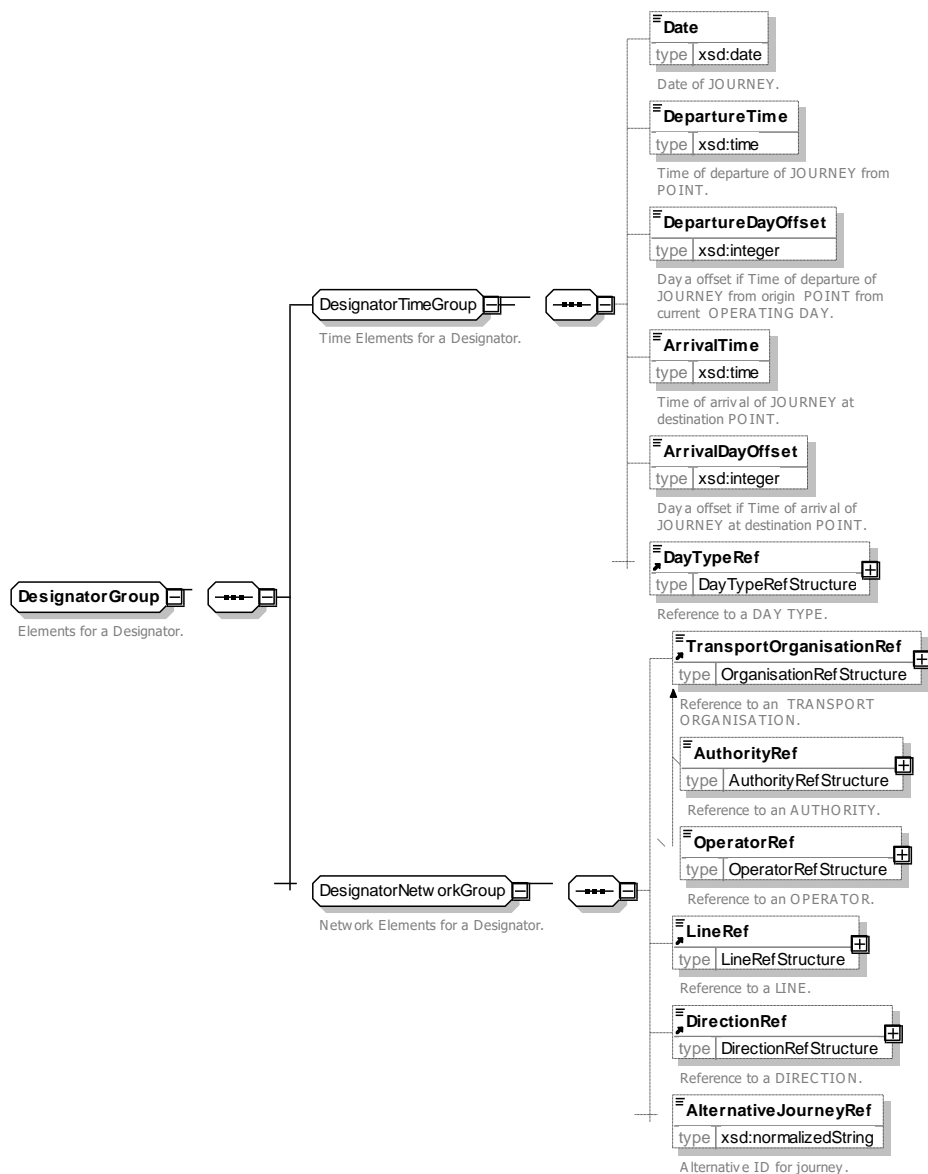 Date
type xsd:date
Date of JOURNEY.
DepartureTime
type xsd:time
Time of departure of JOURNEY from
POINT.
DepartureDayOffset
type xsd:integer
Day a offset if Time of departure of
JOURNEY from origin POINT from
current OPERATING DAY.
DesignatorTimeGroup
Time Elements for a Designator.
ArrivalTime
type xsd:time
Time of arrival of JOURNEY at
destination POINT.
ArrivalDayOffset
type xsd:integer
Day a offset if Time of arrival of
JOURNEY at destination POINT.
DayTypeRef
type DayTypeRefStructure
Reference to a DAY TYPE.
DesignatorGroup
Elements for a Designator.
TransportOrganisationRef
type OrganisationRefStructure
Reference to an TRANSPORT
ORGANISATION.
AuthorityRef
type AuthorityRefStructure
Reference to an AUTHORITY.
OperatorRef
type OperatorRefStructure
Reference to an OPERATOR.
DesignatorNetworkGroup
Network Elements for a Designator.
LineRef
type LineRefStructure
Reference to a LINE.
DirectionRef
type DirectionRefStructure
Reference to a DIRECTION.
AlternativeJourneyRef
type xsd:normalizedString
Alternative ID for journey.